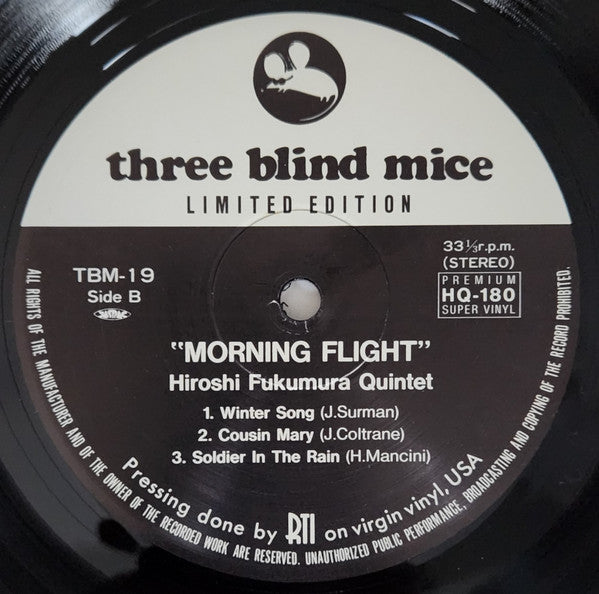 three blind mice
LIMITED EDITION
TBM-19
Side B
33 1/3 r.p.m.
(STEREO)
PREMIUM
HQ-180
SUPER VINYL
"MORNING FLIGHT"
Hiroshi Fukumura Quintet
1. Winter Song (J.Surman)
2. Cousin Mary (J.Coltrane)
3. Soldier In The Rain (H.Mancini)
Pressing done by RTI on virgin vinyl, USA
ALL RIGHTS OF THE MANUFACTURER AND OF THE OWNER OF THE RECORDED WORK ARE RESERVED. UNAUTHORIZED PUBLIC PERFORMANCE, BROADCASTING AND COPYING OF THE RECORD PROHIBITED.